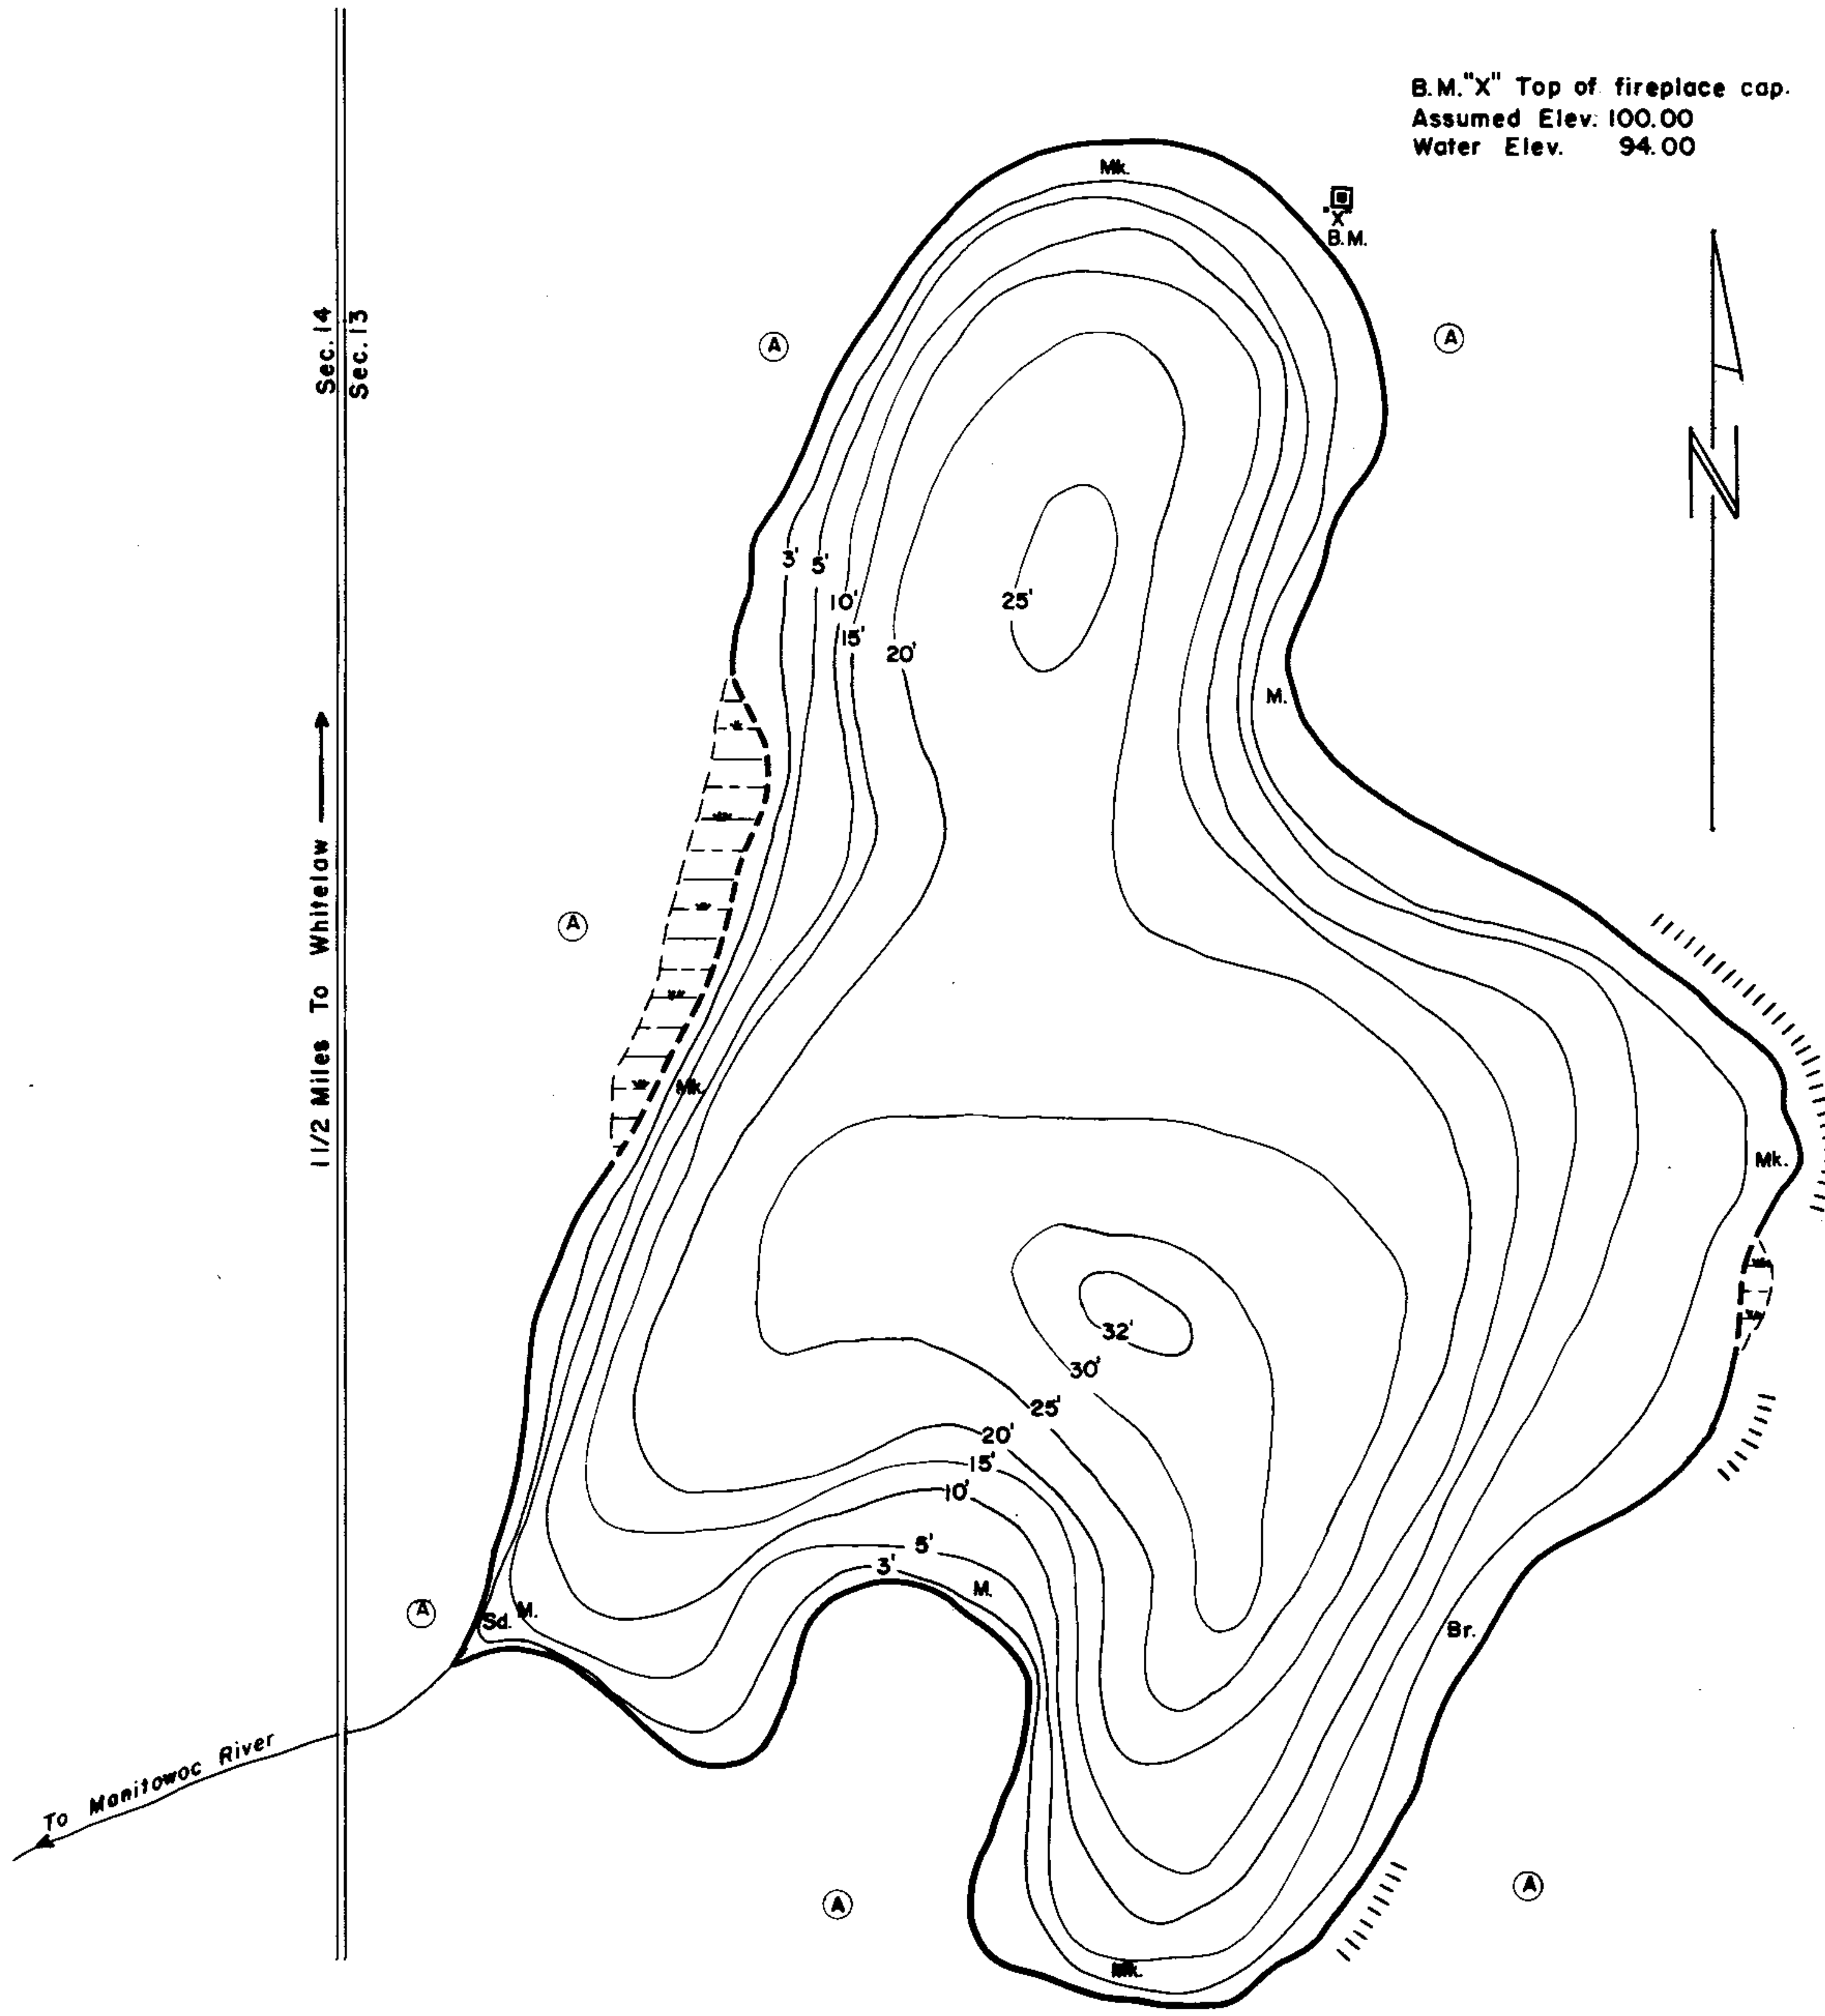 B.M."X" Top of fireplace cap.
Assumed Elev: 100.00
Water Elev. 94.00
Mk.
"X"
B.M.
Sec. 14
Sec. 13
A
A
N
3'
5'
10'
25'
15'
20'
M.
1 1/2 Miles To Whitelaw
A
Mk.
Mk.
32'
30'
25'
20'
15'
10'
5'
3'
M.
A
Sd.
M.
Br.
To Manitowoc River
A
A
Mk.